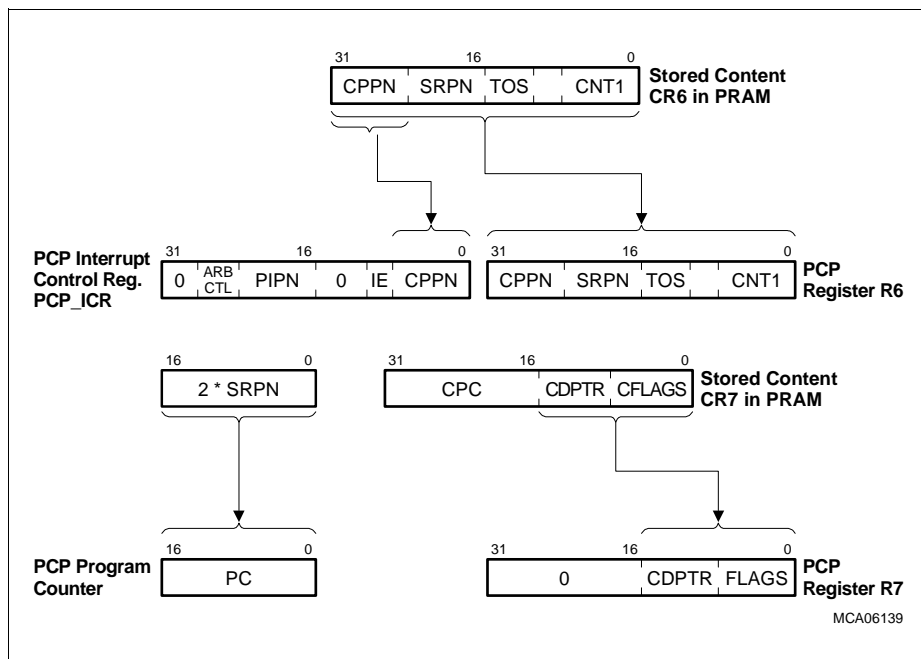 31 16 0
CPPN SRPN TOS CNT1
Stored Content
CR6 in PRAM
PCP Interrupt
Control Reg.
PCP_ICR
31 16 0
0 ARB CTL PIPN 0 IE CPPN
31 16 0
CPPN SRPN TOS CNT1
PCP
Register R6
16 0
2 * SRPN
31 16 0
CPC CDPTR CFLAGS
Stored Content
CR7 in PRAM
PCP Program
Counter
16 0
PC
31 16 0
0 CDPTR FLAGS
PCP
Register R7
MCA06139